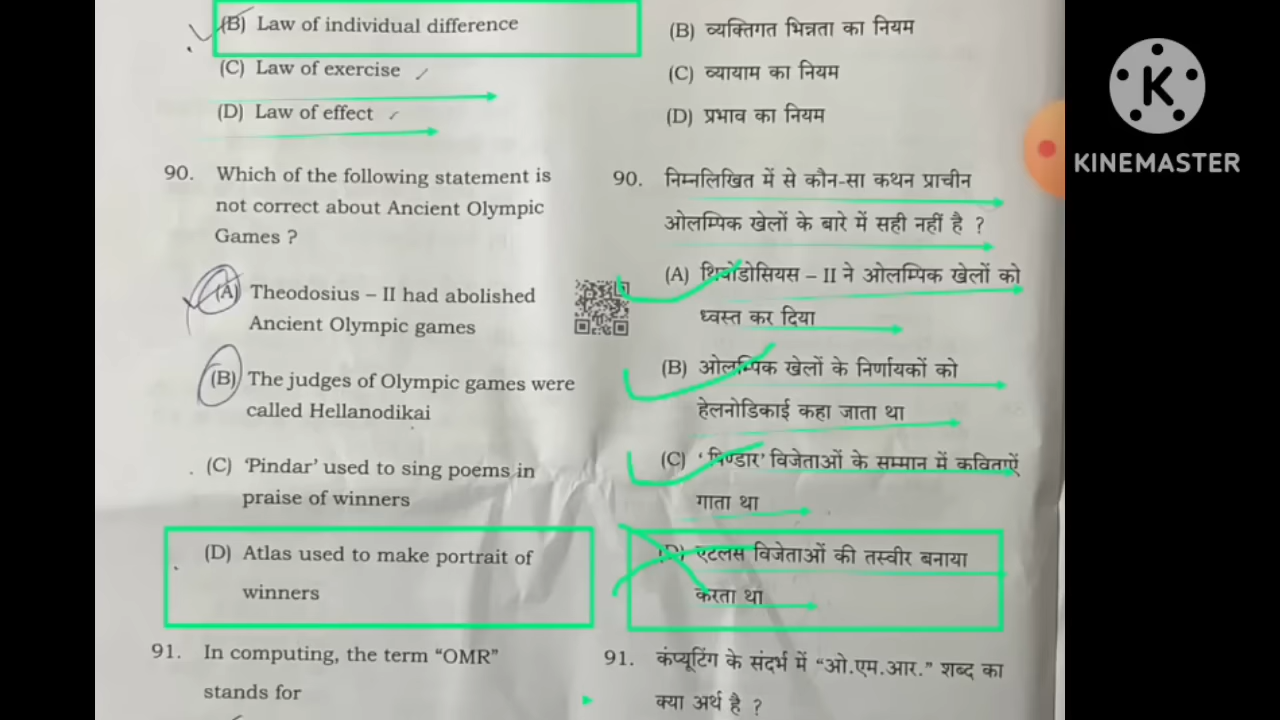 (B) Law of individual difference
(C) Law of exercise
(D) Law of effect
90. Which of the following statement is
not correct about Ancient Olympic
Games ?
(A) Theodosius – II had abolished
Ancient Olympic games
(B) The judges of Olympic games were
called Hellanodikai
(C) ‘Pindar’ used to sing poems in
praise of winners
(D) Atlas used to make portrait of
winners
91. In computing, the term “OMR”
stands for
(B) व्यक्तिगत भिन्नता का नियम
(C) व्यायाम का नियम
(D) प्रभाव का नियम
90. निम्नलिखित में से कौन-सा कथन प्राचीन
ओलम्पिक खेलों के बारे में सही नहीं है ?
(A) थियोडोसियस – II ने ओलम्पिक खेलों को
ध्वस्त कर दिया
(B) ओलम्पिक खेलों के निर्णायकों को
हेलनोडिकाई कहा जाता था
(C) ‘पिण्डार’ विजेताओं के सम्मान में कविताऐं
गाता था
(D) एटलस विजेताओं की तस्वीर बनाया
करता था
91. कंप्यूटिंग के संदर्भ में “ओ.एम.आर.” शब्द का
क्या अर्थ है ?
K
KINEMASTER